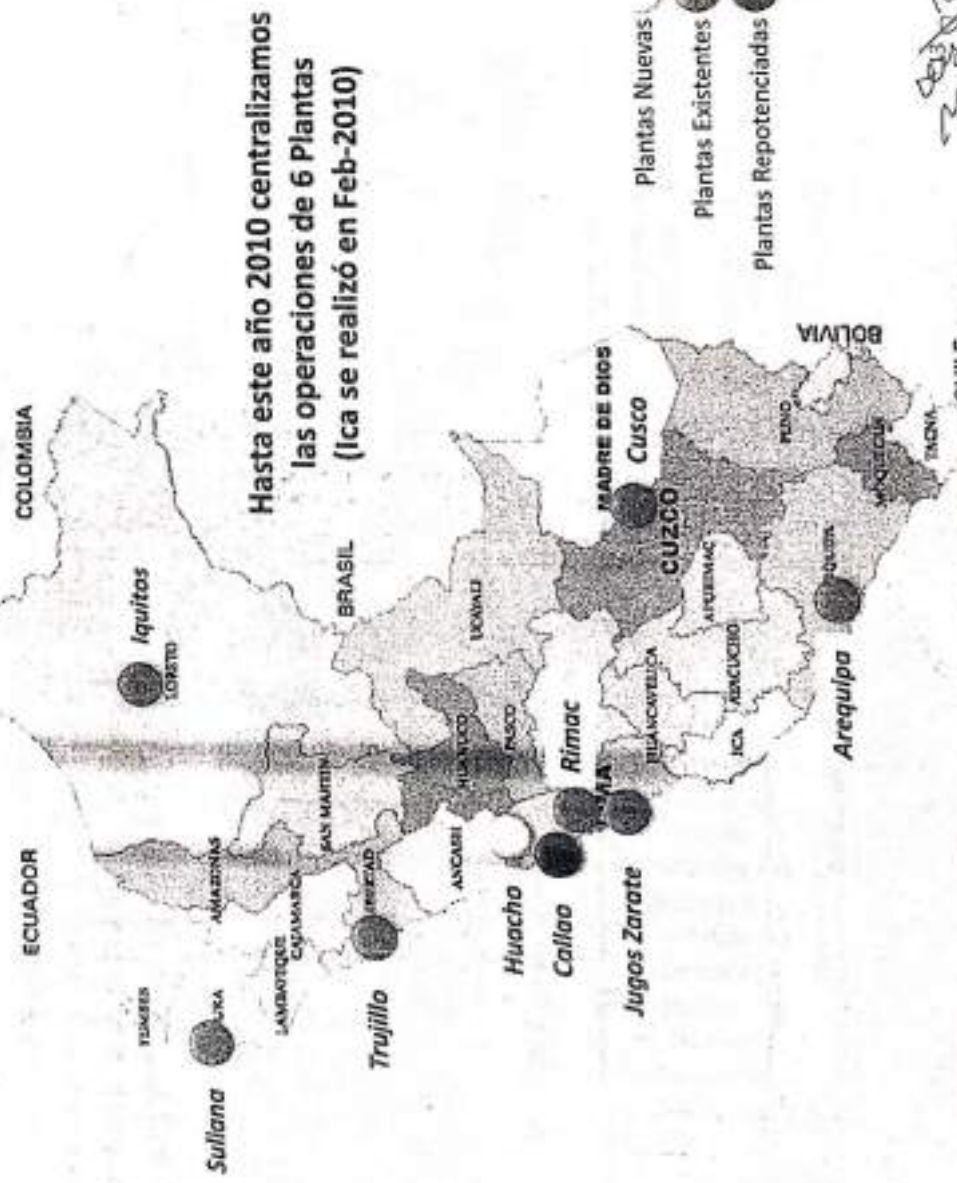 COLOMBIA
ECUADOR
Iquitos
LORETO
Hasta este año 2010 centralizamos
las operaciones de 6 Plantas
(Ica se realizó en Feb-2010)
TUMBES
AMAZONAS
Sullana
URA
LAMBAYEQUE
CAJAMARCA
SAN MARTIN
BRASIL
Trujillo
ANCASH
HUANUCO
UCAYALI
PASCO
Huacho
Callao
Rimac
Jugos Zarate
MADRE DE DIOS
Cusco
CUZCO
HUANCAVELICA
APURIMAC
AYACUCHO
ICA
PUNO
BOLIVIA
QUIPA
Arequipa
MOQUEGUA
TACNA
Plantas Nuevas
Plantas Existentes
Plantas Repotenciadas